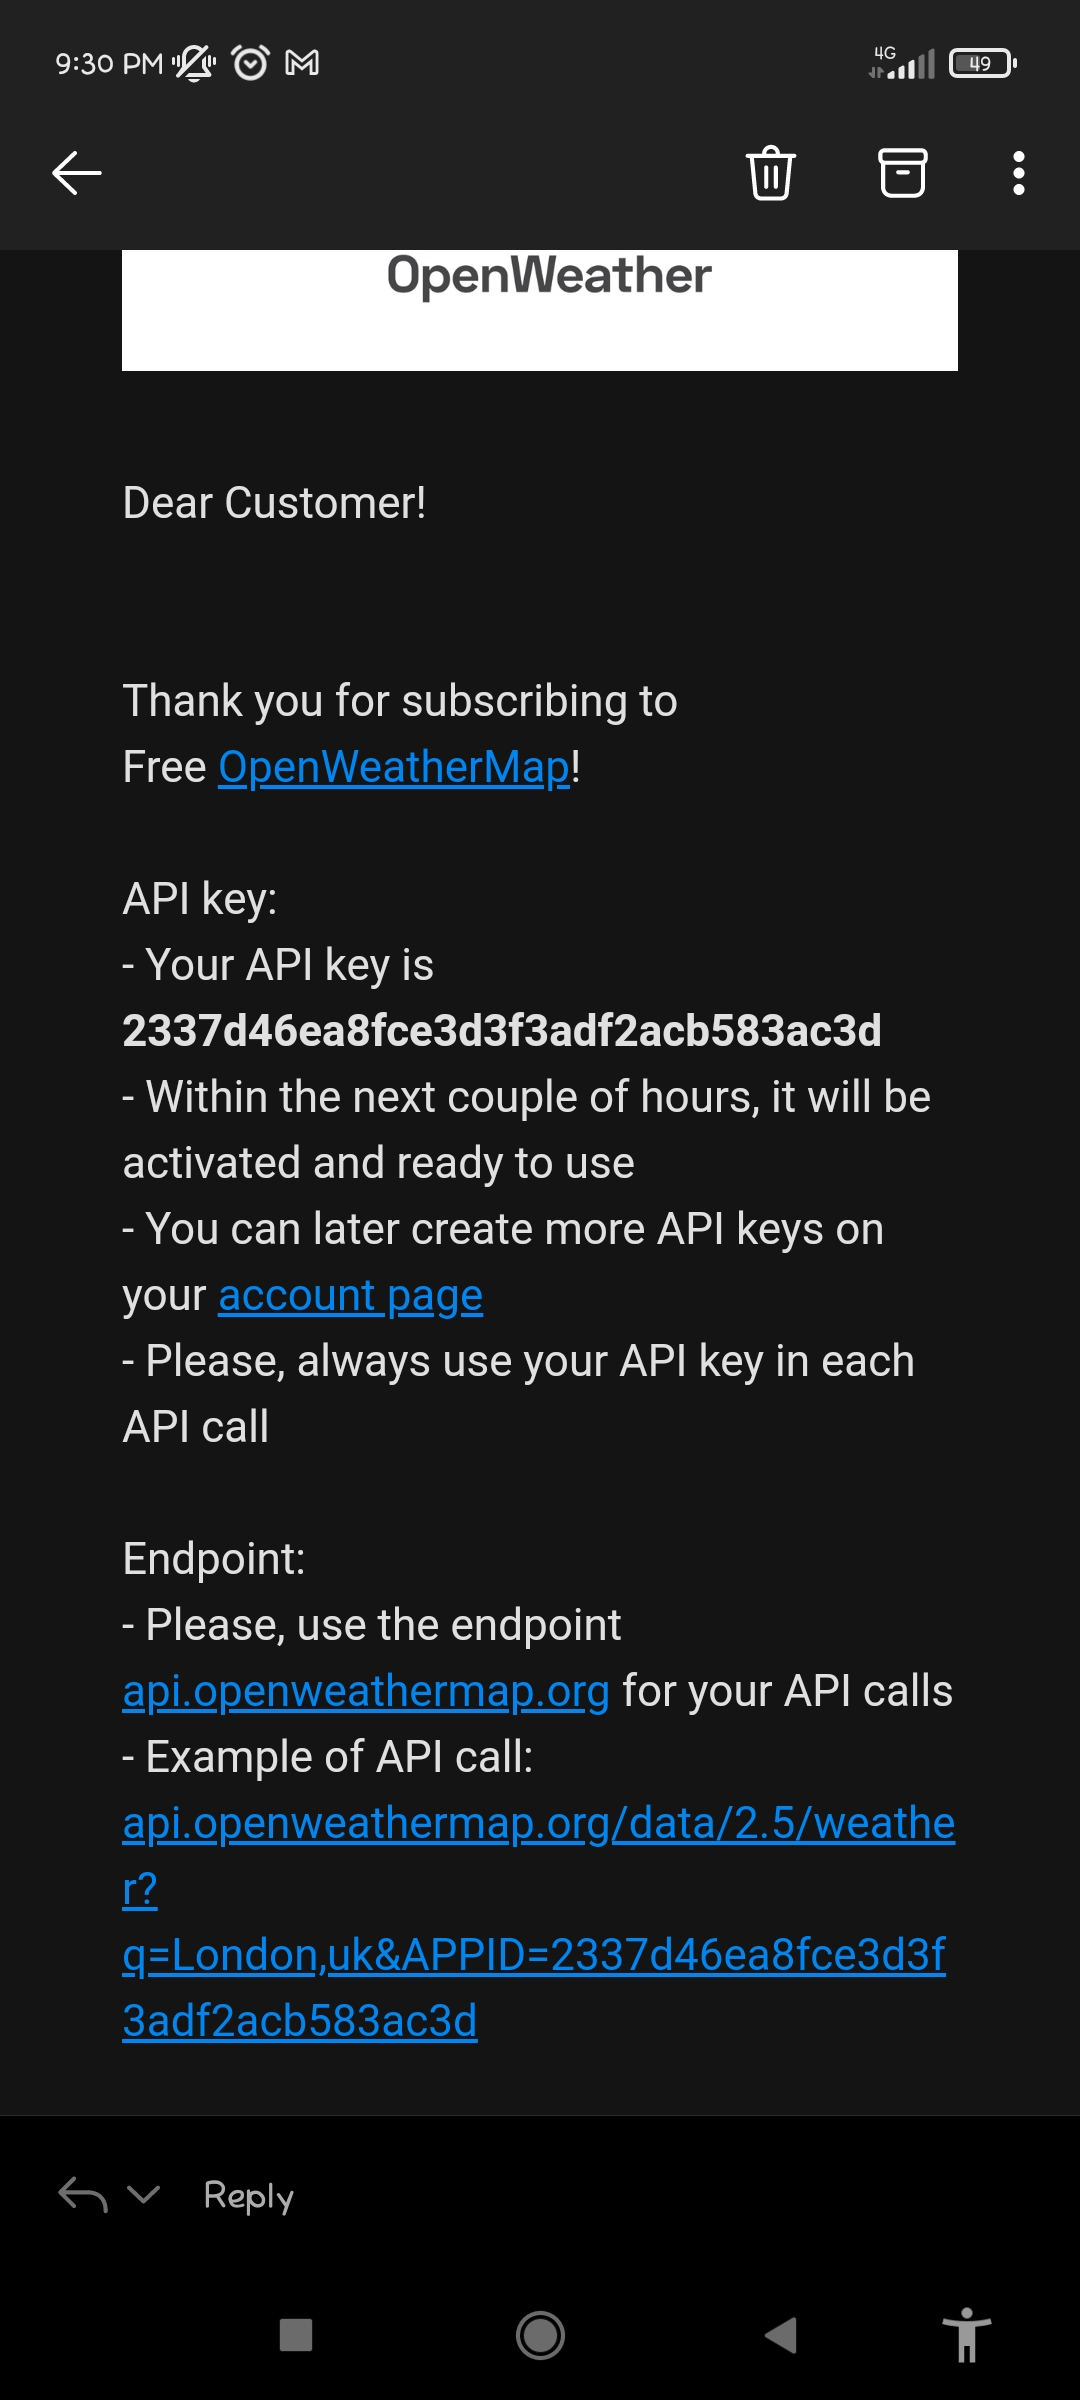 9:30 PM
4G
49
OpenWeather
Dear Customer!
Thank you for subscribing to
Free OpenWeatherMap!
API key:
- Your API key is
2337d46ea8fce3d3f3adf2acb583ac3d
- Within the next couple of hours, it will be
activated and ready to use
- You can later create more API keys on
your account page
- Please, always use your API key in each
API call
Endpoint:
- Please, use the endpoint
api.openweathermap.org for your API calls
- Example of API call:
api.openweathermap.org/data/2.5/weathe
r?
q=London,uk&APPID=2337d46ea8fce3d3f
3adf2acb583ac3d
Reply